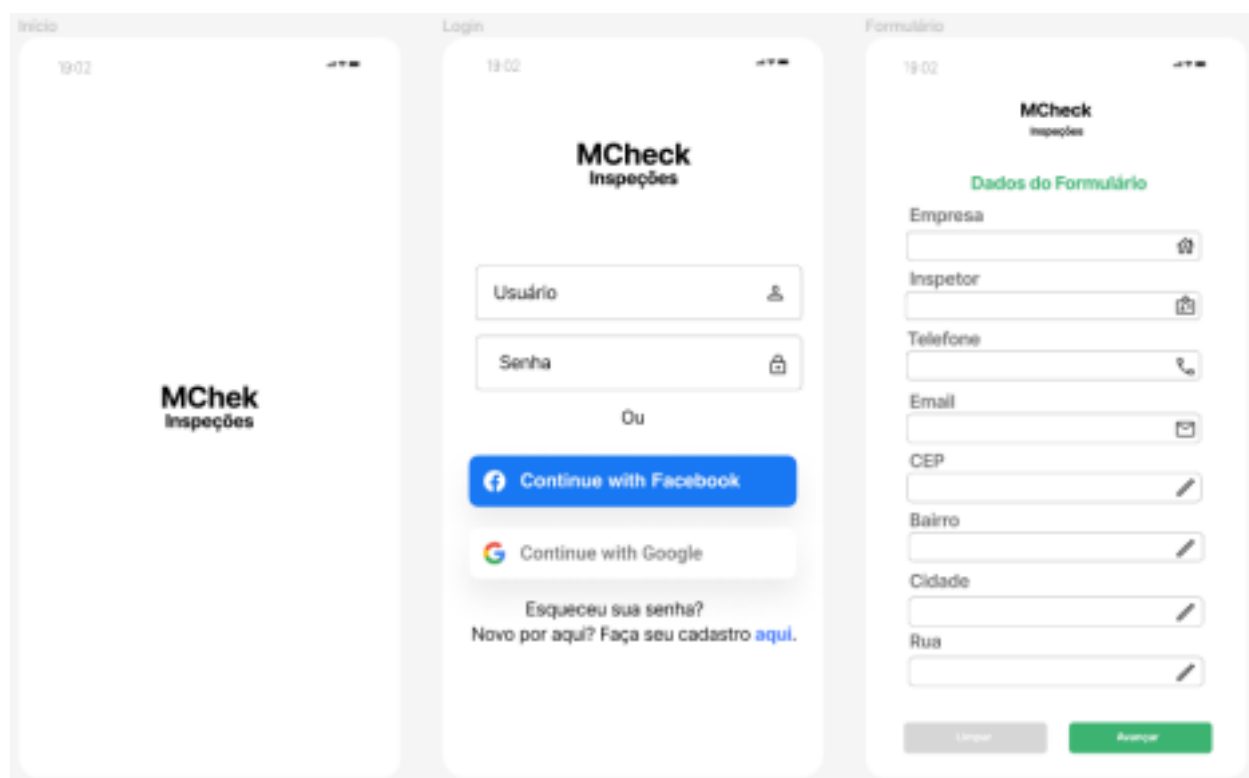 Início
19:02
MChek
Inspeções
Login
19:02
MCheck
Inspeções
Usuário
Senha
Ou
Continue with Facebook
Continue with Google
Esqueceu sua senha?
Novo por aqui? Faça seu cadastro aqui.
Formulário
19:02
MCheck
Inspeções
Dados do Formulário
Empresa
Inspetor
Telefone
Email
CEP
Bairro
Cidade
Rua
Limpar
Avançar